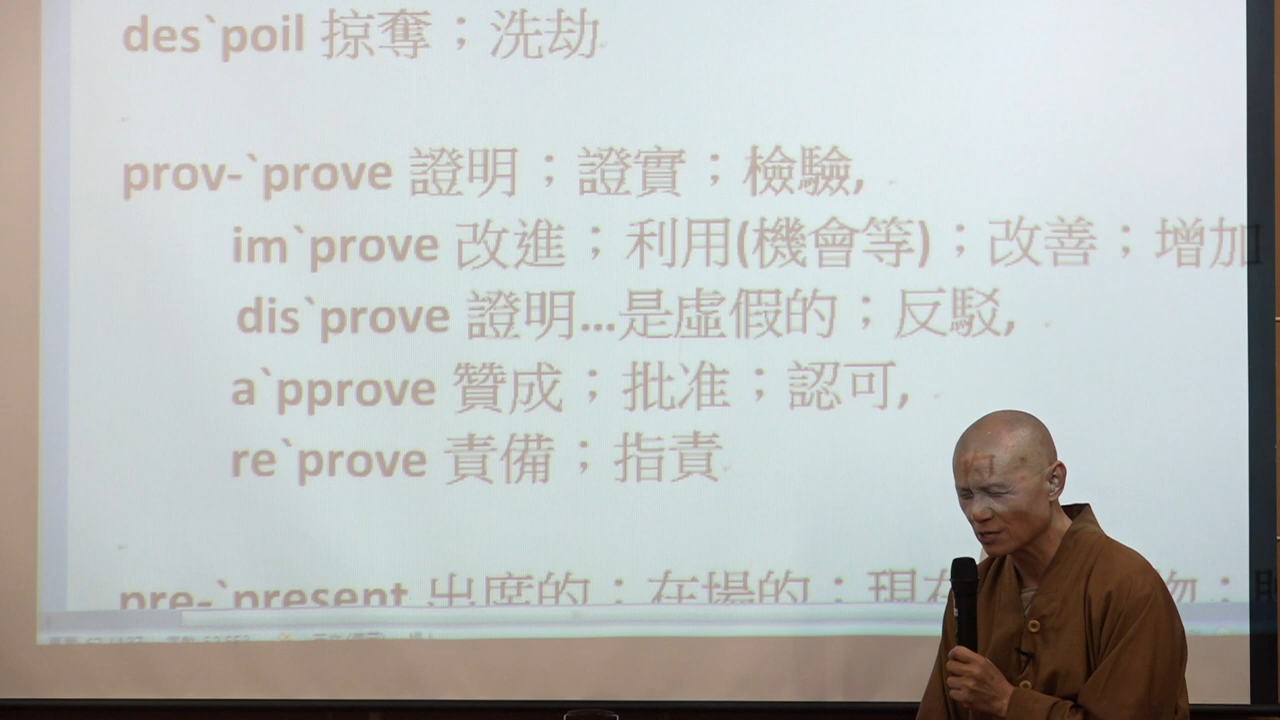 des`poil 掠奪；洗劫
prov-`prove 證明；證實；檢驗,
im`prove 改進；利用(機會等)；改善；增加
dis`prove 證明...是虛假的；反駁,
a`pprove 贊成；批准；認可,
re`prove 責備；指責
pre-`present 出席的；在場的；現在 物；